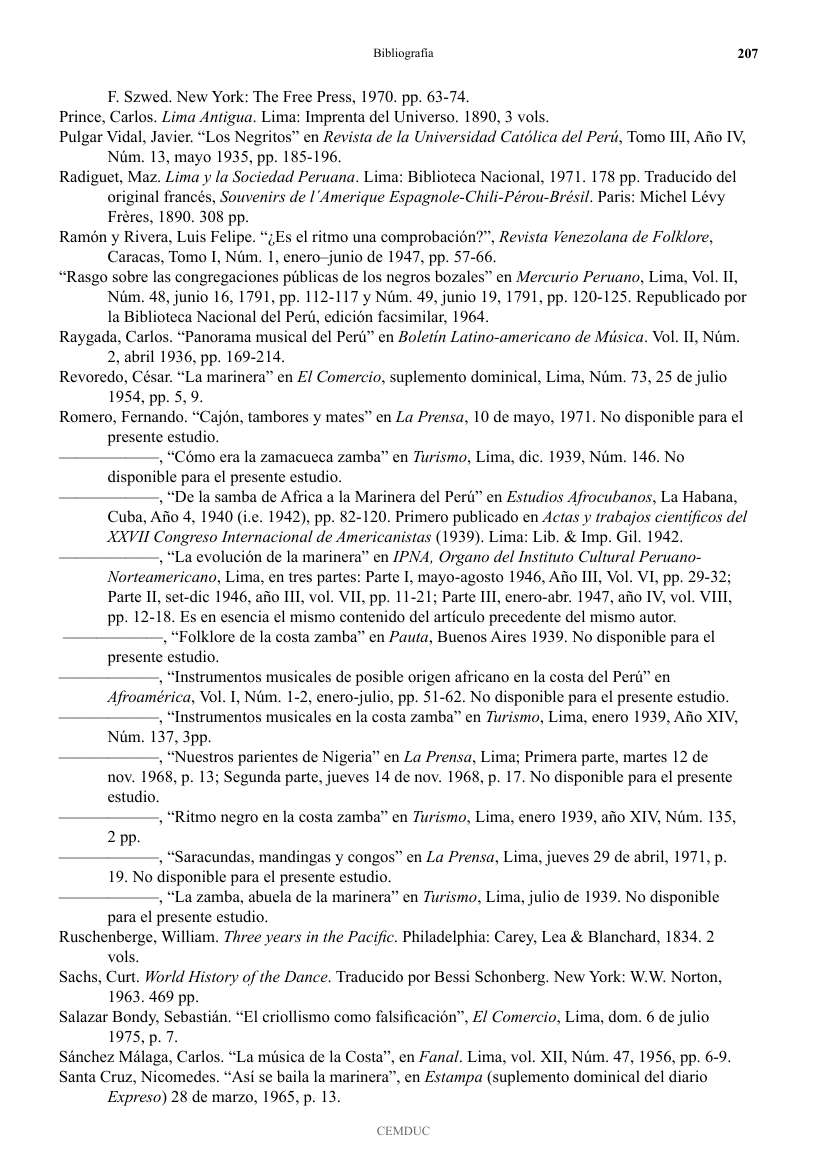 Bibliografía
207
F. Szwed. New York: The Free Press, 1970. pp. 63-74.
Prince, Carlos. Lima Antigua. Lima: Imprenta del Universo. 1890, 3 vols.
Pulgar Vidal, Javier. “Los Negritos” en Revista de la Universidad Católica del Perú, Tomo III, Año IV,
Núm. 13, mayo 1935, pp. 185-196.
Radiguet, Maz. Lima y la Sociedad Peruana. Lima: Biblioteca Nacional, 1971. 178 pp. Traducido del
original francés, Souvenirs de l´Amerique Espagnole-Chili-Pérou-Brésil. Paris: Michel Lévy
Frères, 1890. 308 pp.
Ramón y Rivera, Luis Felipe. “¿Es el ritmo una comprobación?”, Revista Venezolana de Folklore,
Caracas, Tomo I, Núm. 1, enero–junio de 1947, pp. 57-66.
“Rasgo sobre las congregaciones públicas de los negros bozales” en Mercurio Peruano, Lima, Vol. II,
Núm. 48, junio 16, 1791, pp. 112-117 y Núm. 49, junio 19, 1791, pp. 120-125. Republicado por
la Biblioteca Nacional del Perú, edición facsimilar, 1964.
Raygada, Carlos. “Panorama musical del Perú” en Boletín Latino-americano de Música. Vol. II, Núm.
2, abril 1936, pp. 169-214.
Revoredo, César. “La marinera” en El Comercio, suplemento dominical, Lima, Núm. 73, 25 de julio
1954, pp. 5, 9.
Romero, Fernando. “Cajón, tambores y mates” en La Prensa, 10 de mayo, 1971. No disponible para el
presente estudio.
——————, “Cómo era la zamacueca zamba” en Turismo, Lima, dic. 1939, Núm. 146. No
disponible para el presente estudio.
——————, “De la samba de Africa a la Marinera del Perú” en Estudios Afrocubanos, La Habana,
Cuba, Año 4, 1940 (i.e. 1942), pp. 82-120. Primero publicado en Actas y trabajos científicos del
XXVII Congreso Internacional de Americanistas (1939). Lima: Lib. & Imp. Gil. 1942.
——————, “La evolución de la marinera” en IPNA, Organo del Instituto Cultural Peruano-
Norteamericano, Lima, en tres partes: Parte I, mayo-agosto 1946, Año III, Vol. VI, pp. 29-32;
Parte II, set-dic 1946, año III, vol. VII, pp. 11-21; Parte III, enero-abr. 1947, año IV, vol. VIII,
pp. 12-18. Es en esencia el mismo contenido del artículo precedente del mismo autor.
——————, “Folklore de la costa zamba” en Pauta, Buenos Aires 1939. No disponible para el
presente estudio.
——————, “Instrumentos musicales de posible origen africano en la costa del Perú” en
Afroamérica, Vol. I, Núm. 1-2, enero-julio, pp. 51-62. No disponible para el presente estudio.
——————, “Instrumentos musicales en la costa zamba” en Turismo, Lima, enero 1939, Año XIV,
Núm. 137, 3pp.
——————, “Nuestros parientes de Nigeria” en La Prensa, Lima; Primera parte, martes 12 de
nov. 1968, p. 13; Segunda parte, jueves 14 de nov. 1968, p. 17. No disponible para el presente
estudio.
——————, “Ritmo negro en la costa zamba” en Turismo, Lima, enero 1939, año XIV, Núm. 135,
2 pp.
——————, “Saracundas, mandingas y congos” en La Prensa, Lima, jueves 29 de abril, 1971, p.
19. No disponible para el presente estudio.
——————, “La zamba, abuela de la marinera” en Turismo, Lima, julio de 1939. No disponible
para el presente estudio.
Ruschenberge, William. Three years in the Pacific. Philadelphia: Carey, Lea & Blanchard, 1834. 2
vols.
Sachs, Curt. World History of the Dance. Traducido por Bessi Schonberg. New York: W.W. Norton,
1963. 469 pp.
Salazar Bondy, Sebastián. “El criollismo como falsificación”, El Comercio, Lima, dom. 6 de julio
1975, p. 7.
Sánchez Málaga, Carlos. “La música de la Costa”, en Fanal. Lima, vol. XII, Núm. 47, 1956, pp. 6-9.
Santa Cruz, Nicomedes. “Así se baila la marinera”, en Estampa (suplemento dominical del diario
Expreso) 28 de marzo, 1965, p. 13.
CEMDUC